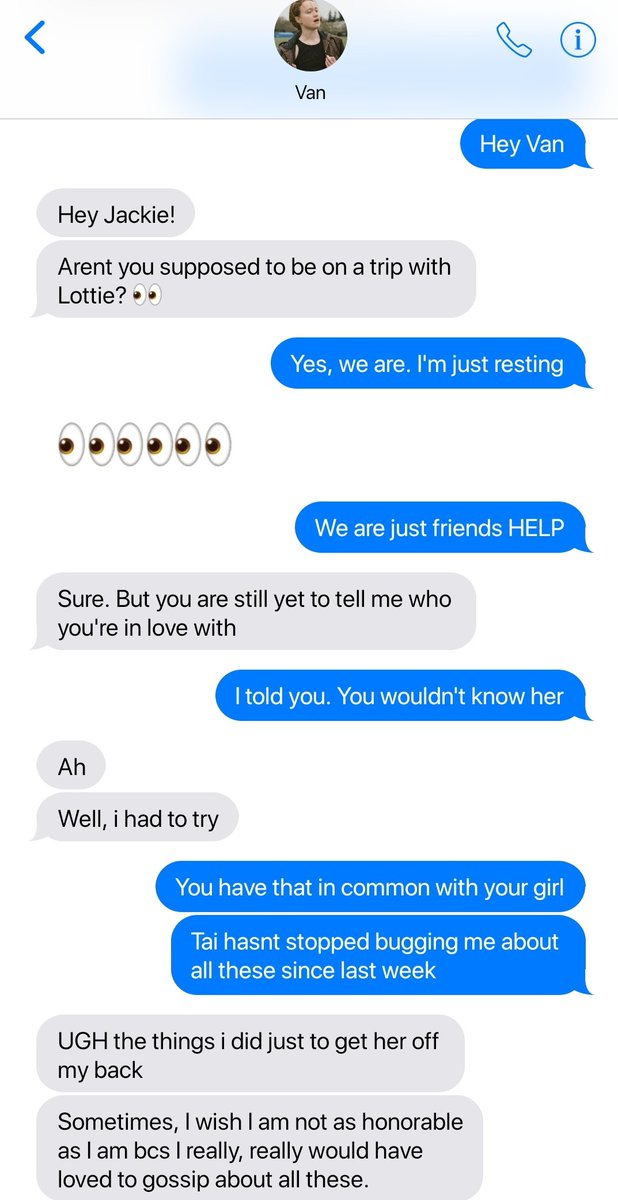 Van
Hey Van
Hey Jackie!
Arent you supposed to be on a trip with
Lottie? 👀
Yes, we are. I'm just resting
👀👀👀
We are just friends HELP
Sure. But you are still yet to tell me who
you're in love with
I told you. You wouldn't know her
Ah
Well, i had to try
You have that in common with your girl
Tai hasnt stopped bugging me about
all these since last week
UGH the things i did just to get her off
my back
Sometimes, I wish I am not as honorable
as I am bcs I really, really would have
loved to gossip about all these.